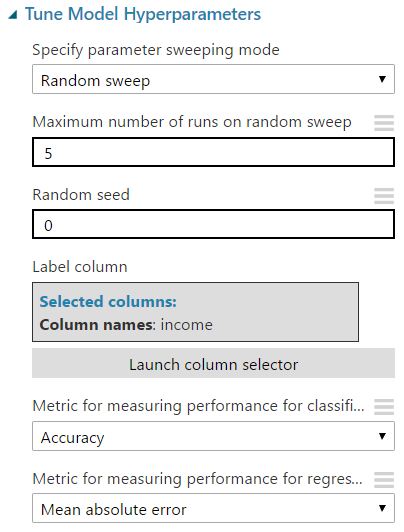 Tune Model Hyperparameters
Specify parameter sweeping mode
Random sweep
Maximum number of runs on random sweep
5
Random seed
0
Label column
Selected columns:
Column names: income
Launch column selector
Metric for measuring performance for classifi...
Accuracy
Metric for measuring performance for regres...
Mean absolute error